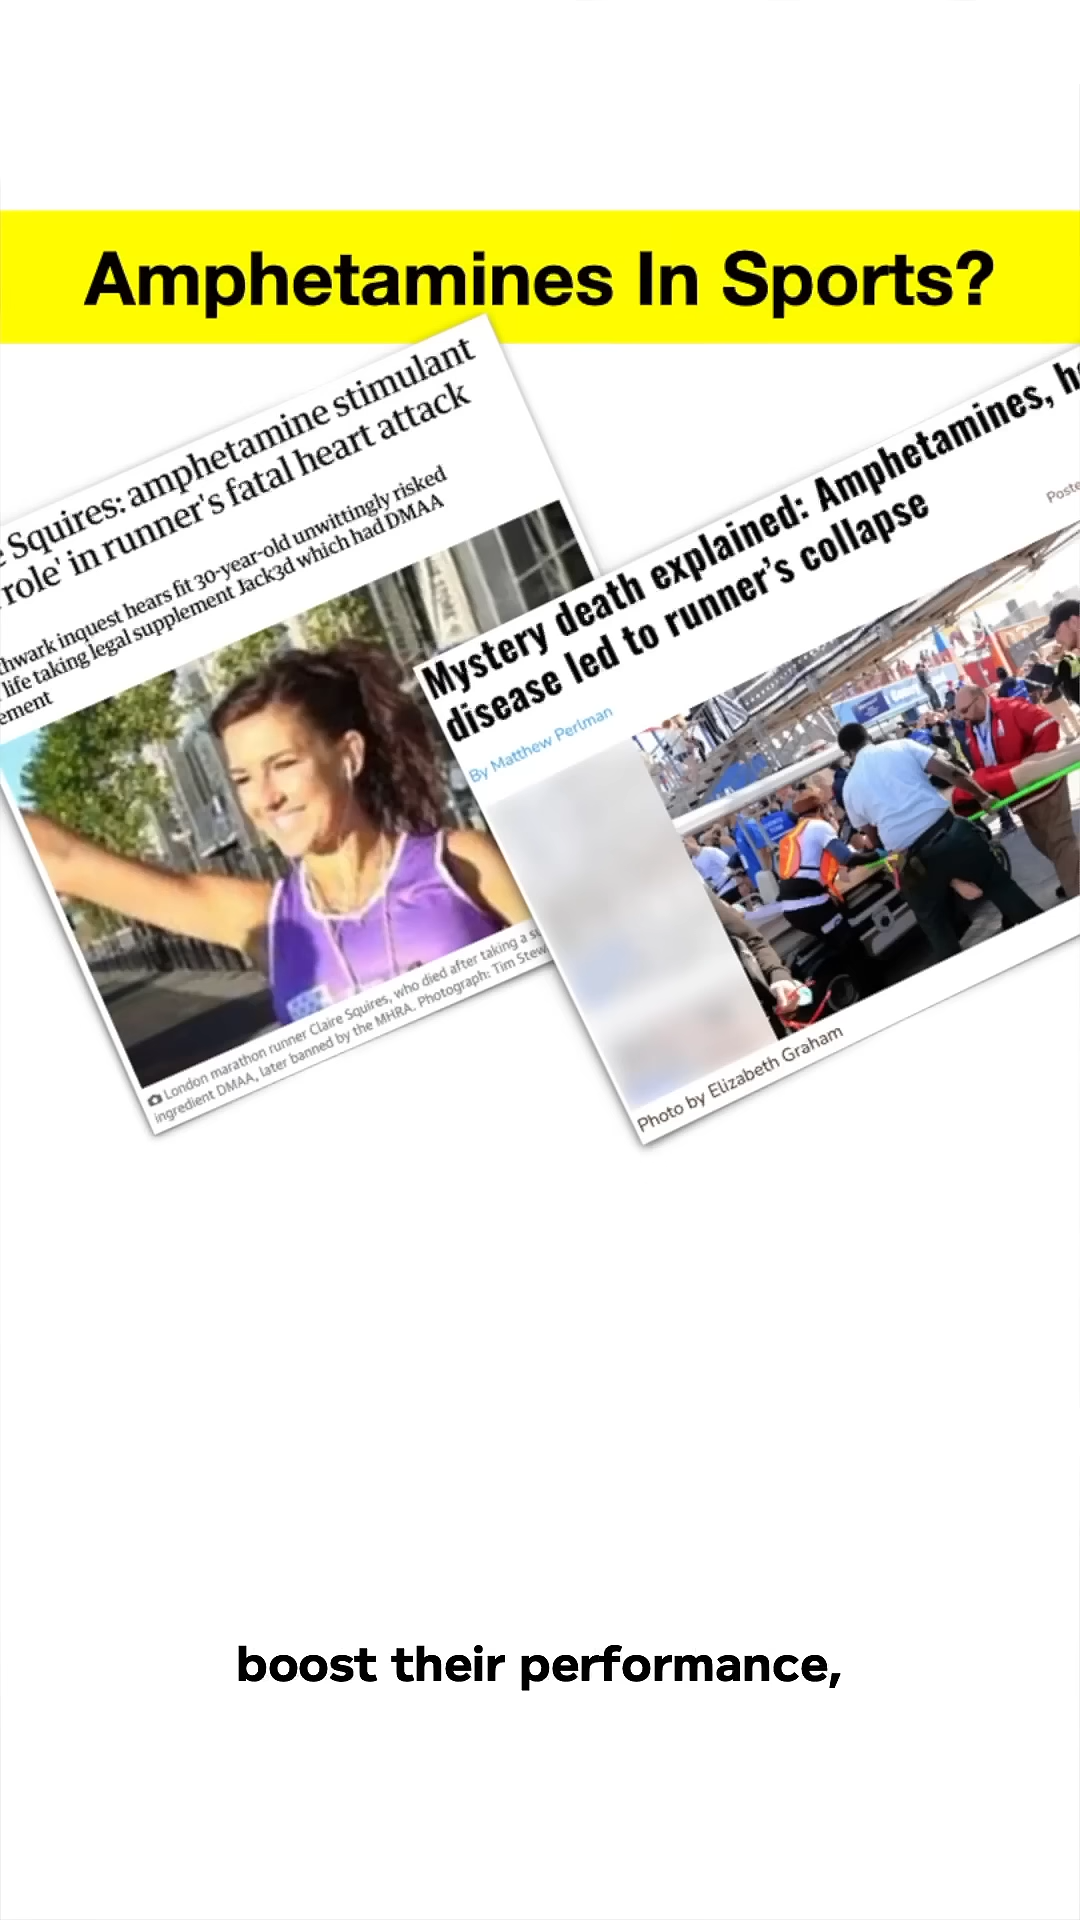 Amphetamines In Sports?
Squires: amphetamine stimulant
role' in runner's fatal heart attack
inquest hears fit 30-year-old unwittingly risked
life taking legal supplement Jack3d which had DMAA
London marathon runner Claire Squires, who died after taking a
ingredient DMAA, later banned by the MHRA. Photograph: Tim
Mystery death explained: Amphetamines,
disease led to runner's collapse
By Matthew Perlman
Photo by Elizabeth Graham
boost their performance,